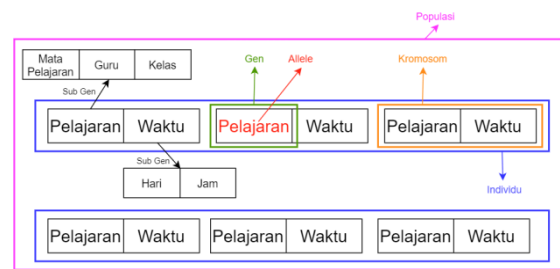 Populasi
Mata Pelajaran
Guru
Kelas
Gen
Allele
Kromosom
Sub Gen
Pelajaran
Waktu
Pelajaran
Waktu
Pelajaran
Waktu
Sub Gen
Hari
Jam
Individu
Pelajaran
Waktu
Pelajaran
Waktu
Pelajaran
Waktu